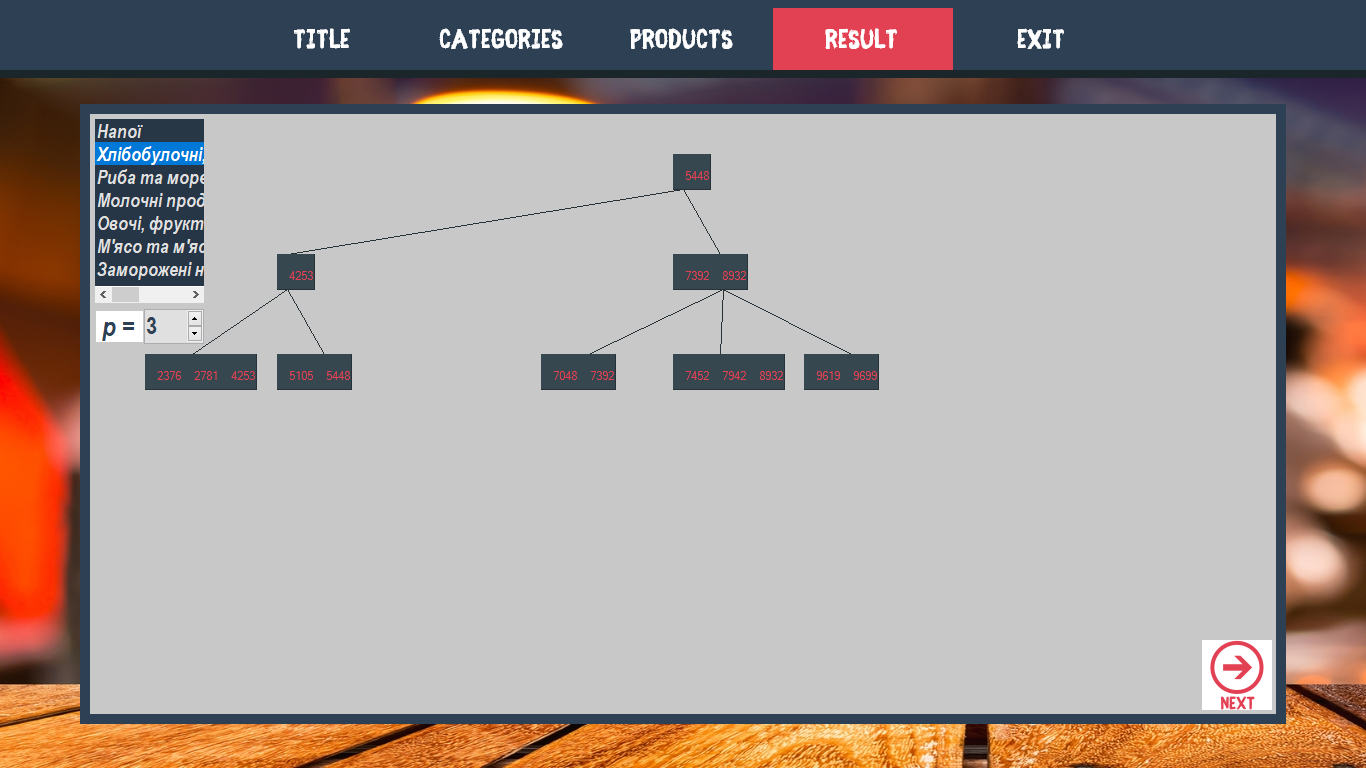 TITLE CATEGORIES PRODUCTS RESULT EXIT
Напої
Хлібобулочні,
Риба та море
Молочні прод
Овочі, фрукт
М'ясо та м'яс
Заморожені н
p = 3
5448
4253
7392 8932
2376 2781 4253
5105 5448
7048 7392
7452 7942 8932
9619 9699
NEXT